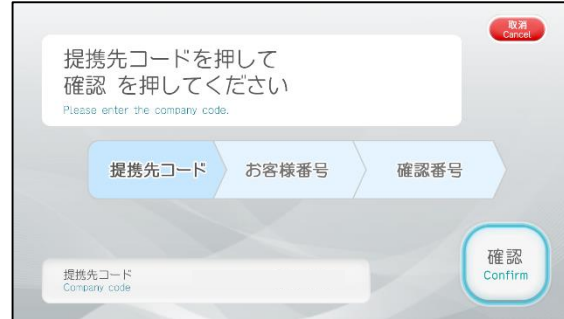 取消
Cancel
提携先コードを押して
確認 を押してください
Please enter the company code.
提携先コード
お客様番号
確認番号
提携先コード
Company code
確認
Confirm